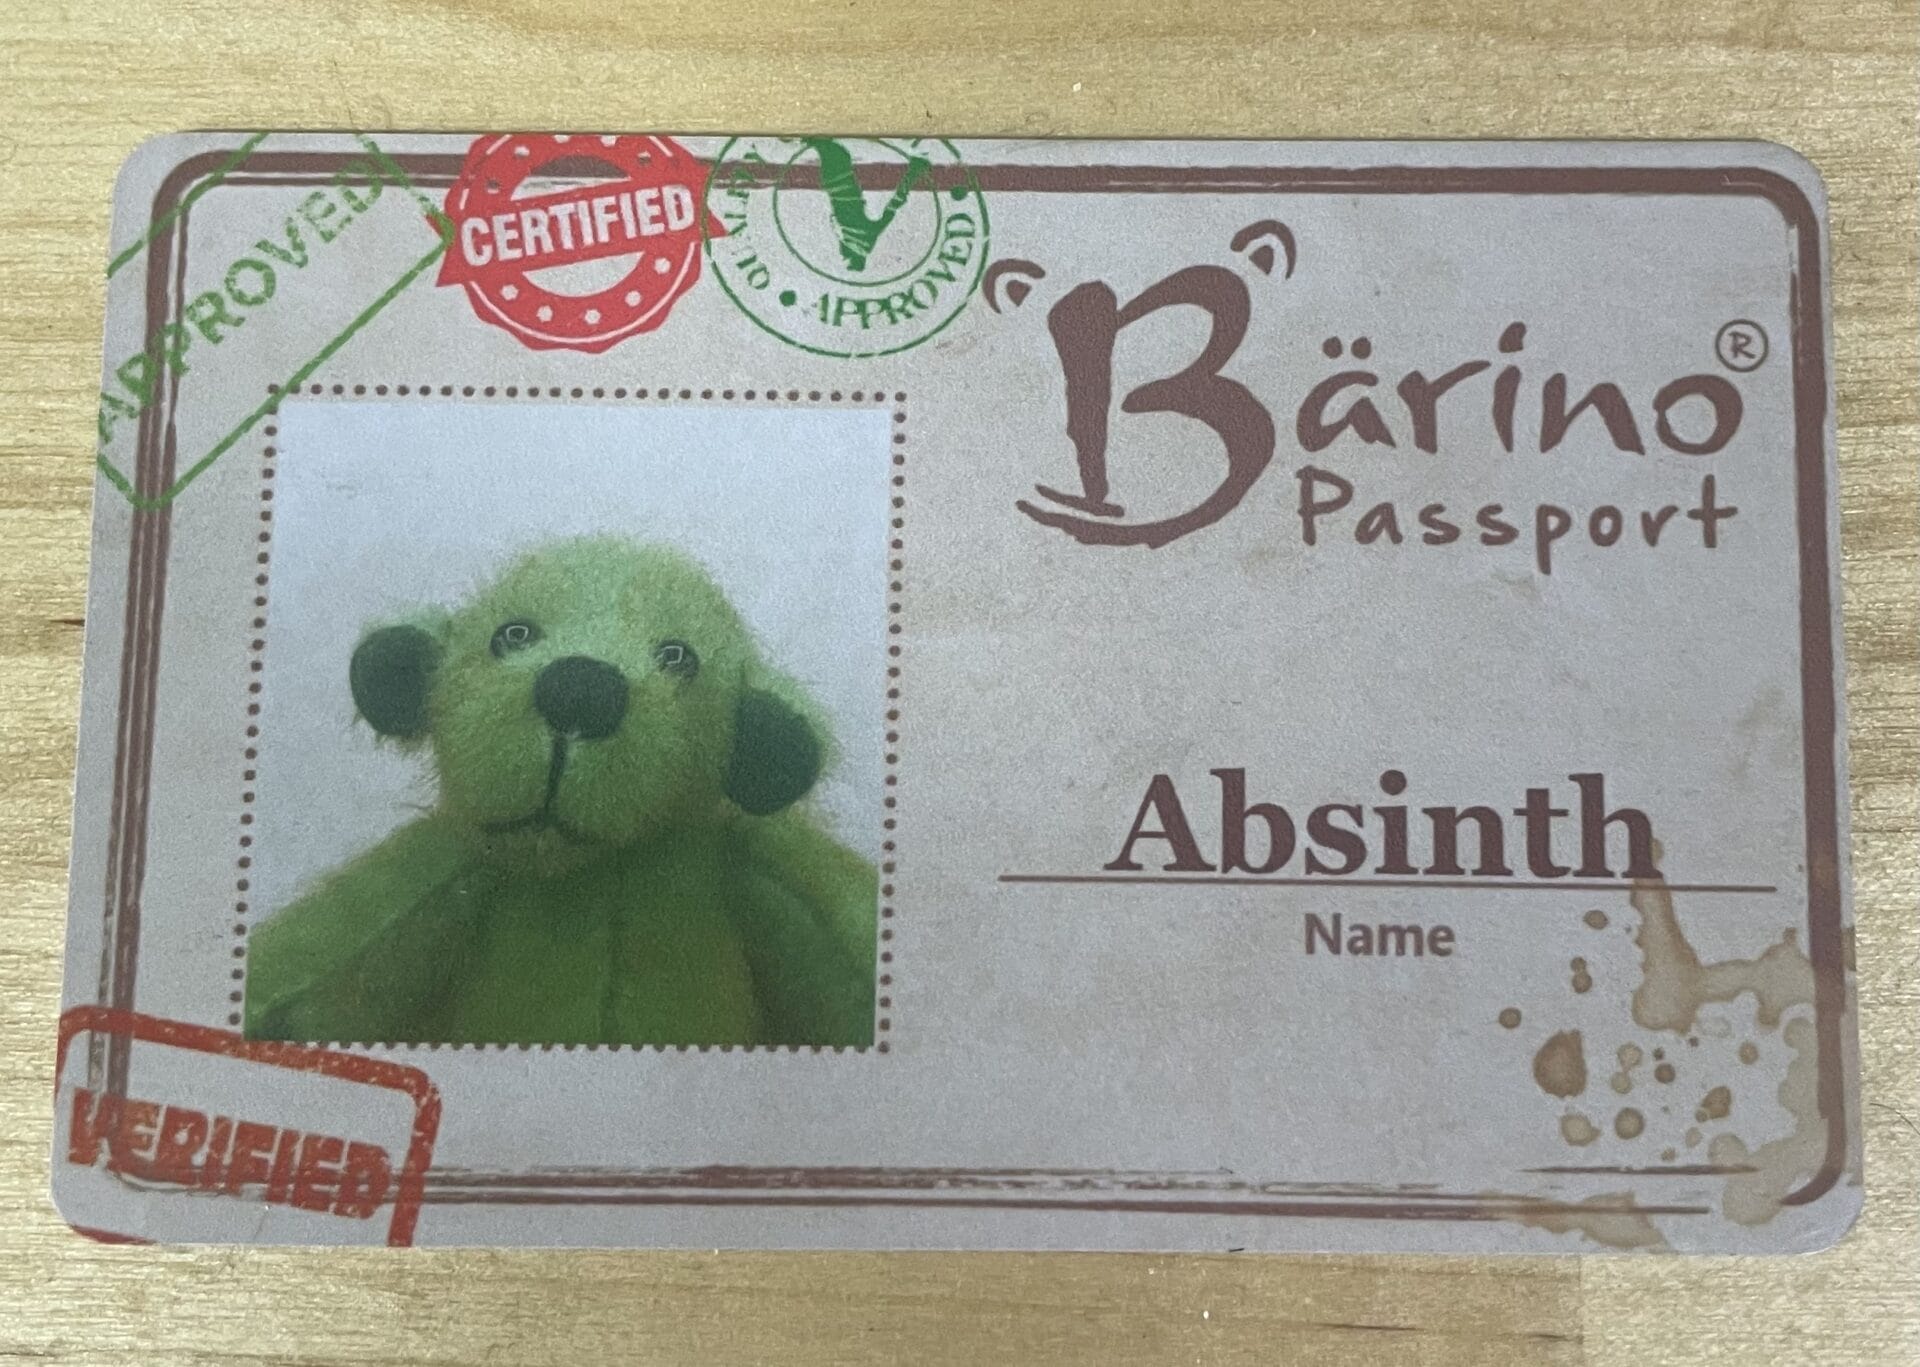 APPROVED
CERTIFIED
QUALITY
V
APPROVED
Bärino®
Passport
Absinth
Name
VERIFIED